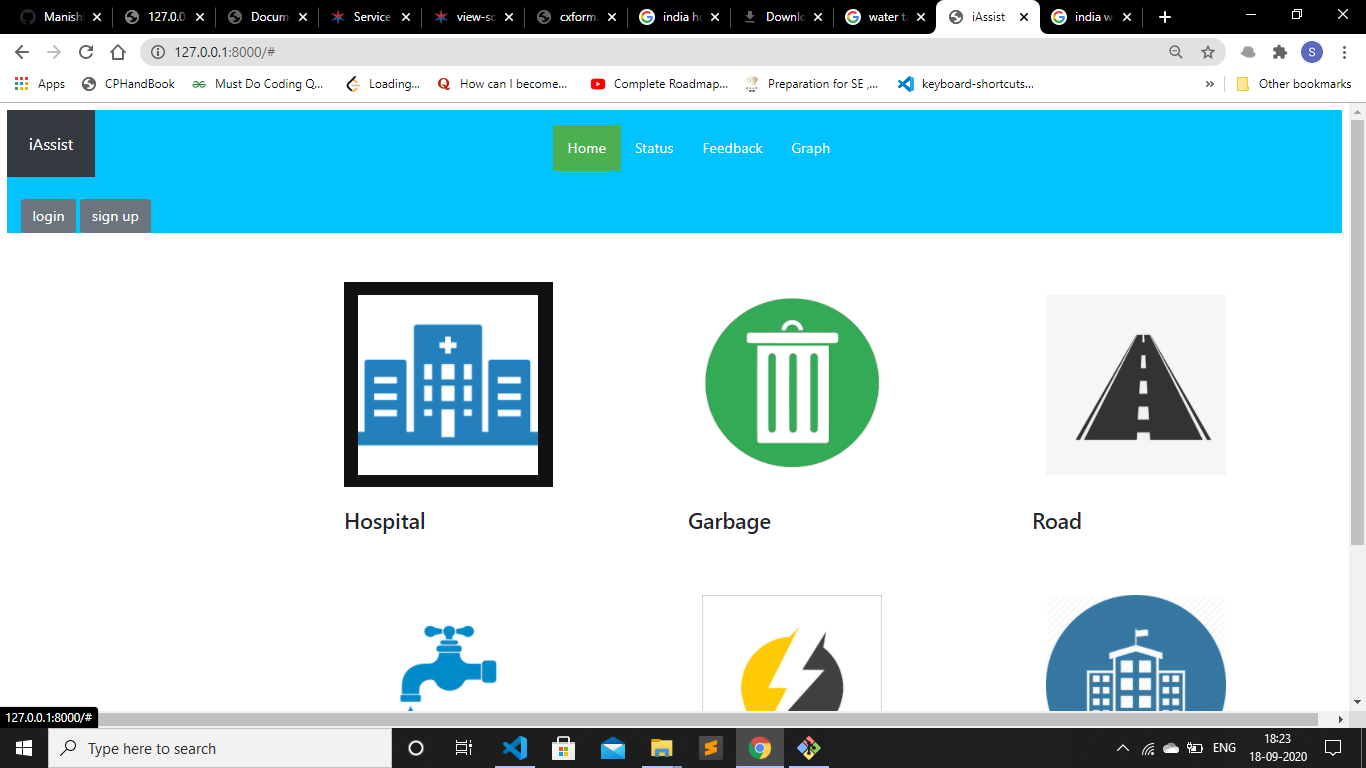 Manish 127.0.0 Docum Service view-so cxform. india ho Downlo water ta iAssist india w
127.0.0.1:8000/#
S
Apps CPHandBook Must Do Coding Q... Loading... How can I become... Complete Roadmap... Preparation for SE ,... keyboard-shortcuts... » Other bookmarks
iAssist
Home Status Feedback Graph
login sign up
Hospital Garbage Road
127.0.0.1:8000/#
Type here to search
ENG
18:23
18-09-2020